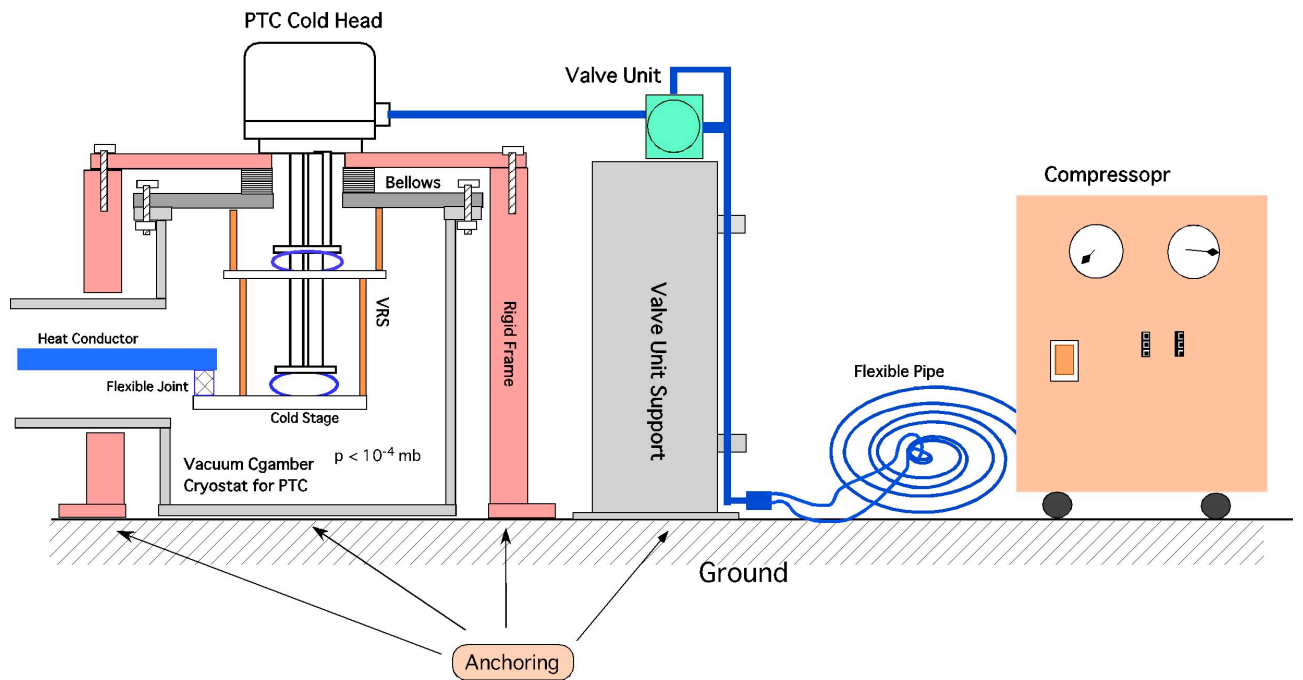 PTC Cold Head
Valve Unit
Bellows
Compressopr
VRS
Rigid Frame
Valve Unit Support
Heat Conductor
Flexible Joint
Cold Stage
Flexible Pipe
Vacuum Cgamber
Cryostat for PTC
p < 10⁻⁴ mb
Ground
Anchoring